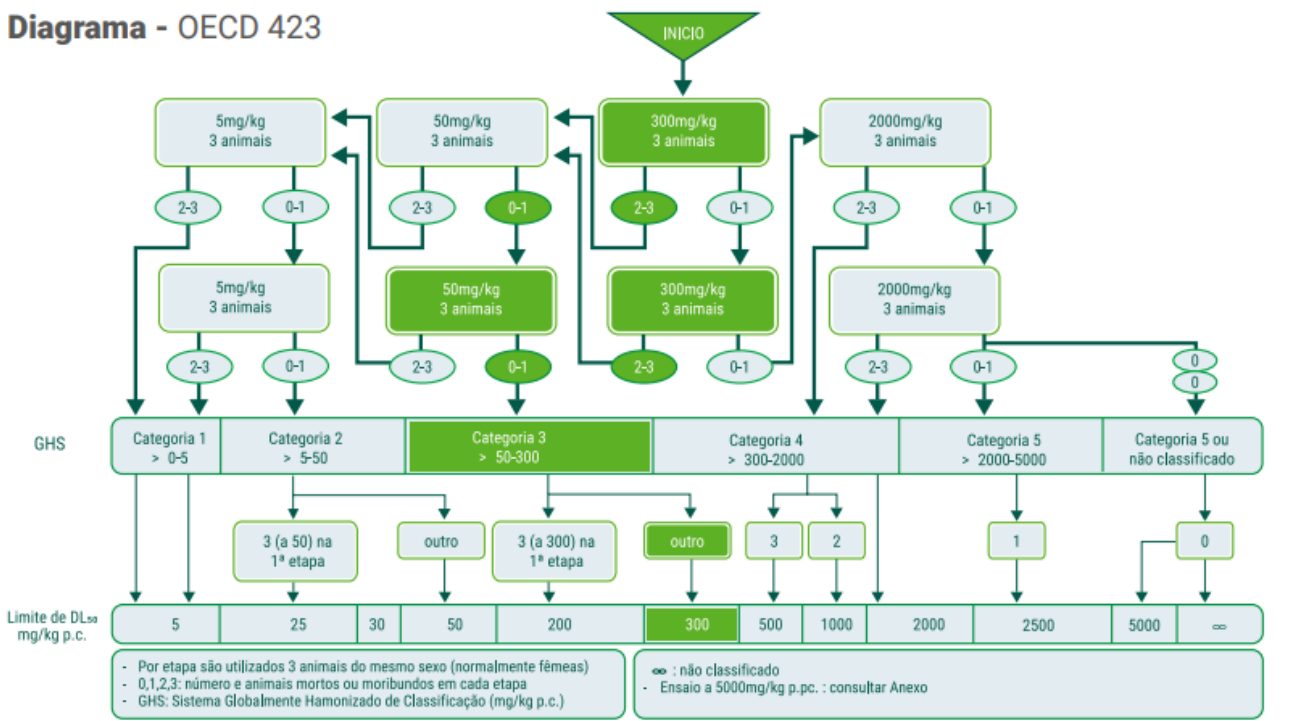 Diagrama - OECD 423
INICIO
5mg/kg
3 animais
50mg/kg
3 animais
300mg/kg
3 animais
2000mg/kg
3 animais
2-3
0-1
2-3
0-1
2-3
0-1
2-3
0-1
5mg/kg
3 animais
50mg/kg
3 animais
300mg/kg
3 animais
2000mg/kg
3 animais
2-3
0-1
2-3
0-1
2-3
0-1
2-3
0-1
0
0
GHS
Categoria 1
> 0-5
Categoria 2
> 5-50
Categoria 3
> 50-300
Categoria 4
> 300-2000
Categoria 5
> 2000-5000
Categoria 5 ou
não classificado
3 (a 50) na
1ª etapa
outro
3 (a 300) na
1ª etapa
outro
3
2
1
0
Limite de DL₅₀
mg/kg p.c.
5
25
30
50
200
300
500
1000
2000
2500
5000
∞
- Por etapa são utilizados 3 animais do mesmo sexo (normalmente fêmeas)
- 0,1,2,3: número e animais mortos ou moribundos em cada etapa
- GHS: Sistema Globalmente Hamonizado de Classificação (mg/kg p.c.)
∞ : não classificado
- Ensaio a 5000mg/kg p.pc. : consultar Anexo